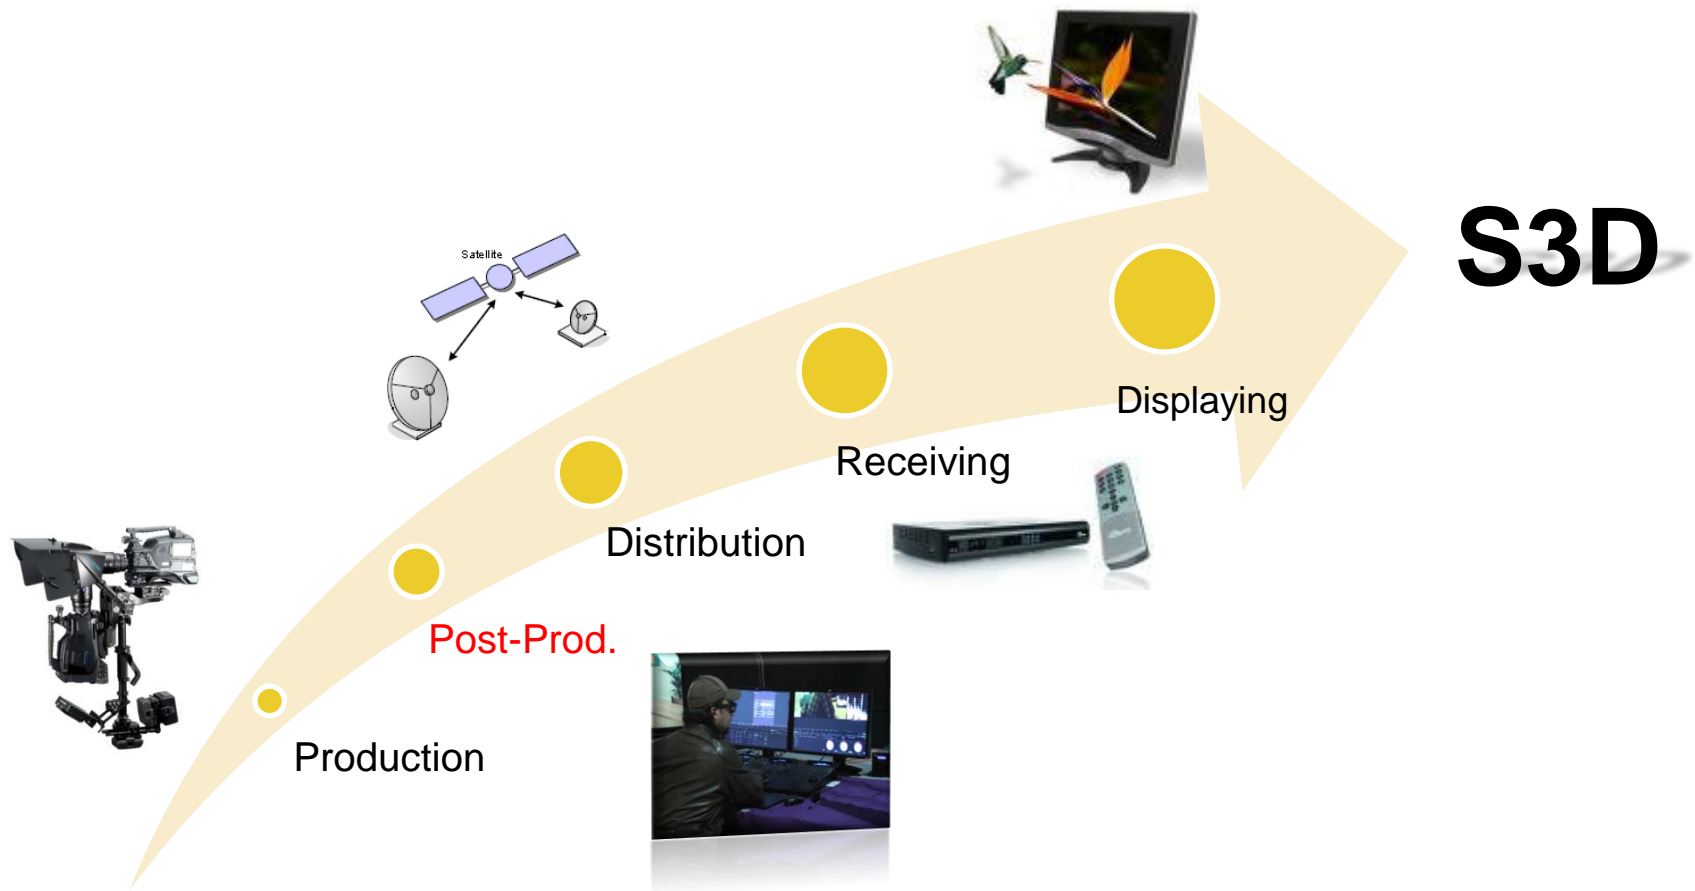 Satellite
S3D
Displaying
Receiving
Distribution
Post-Prod.
Production